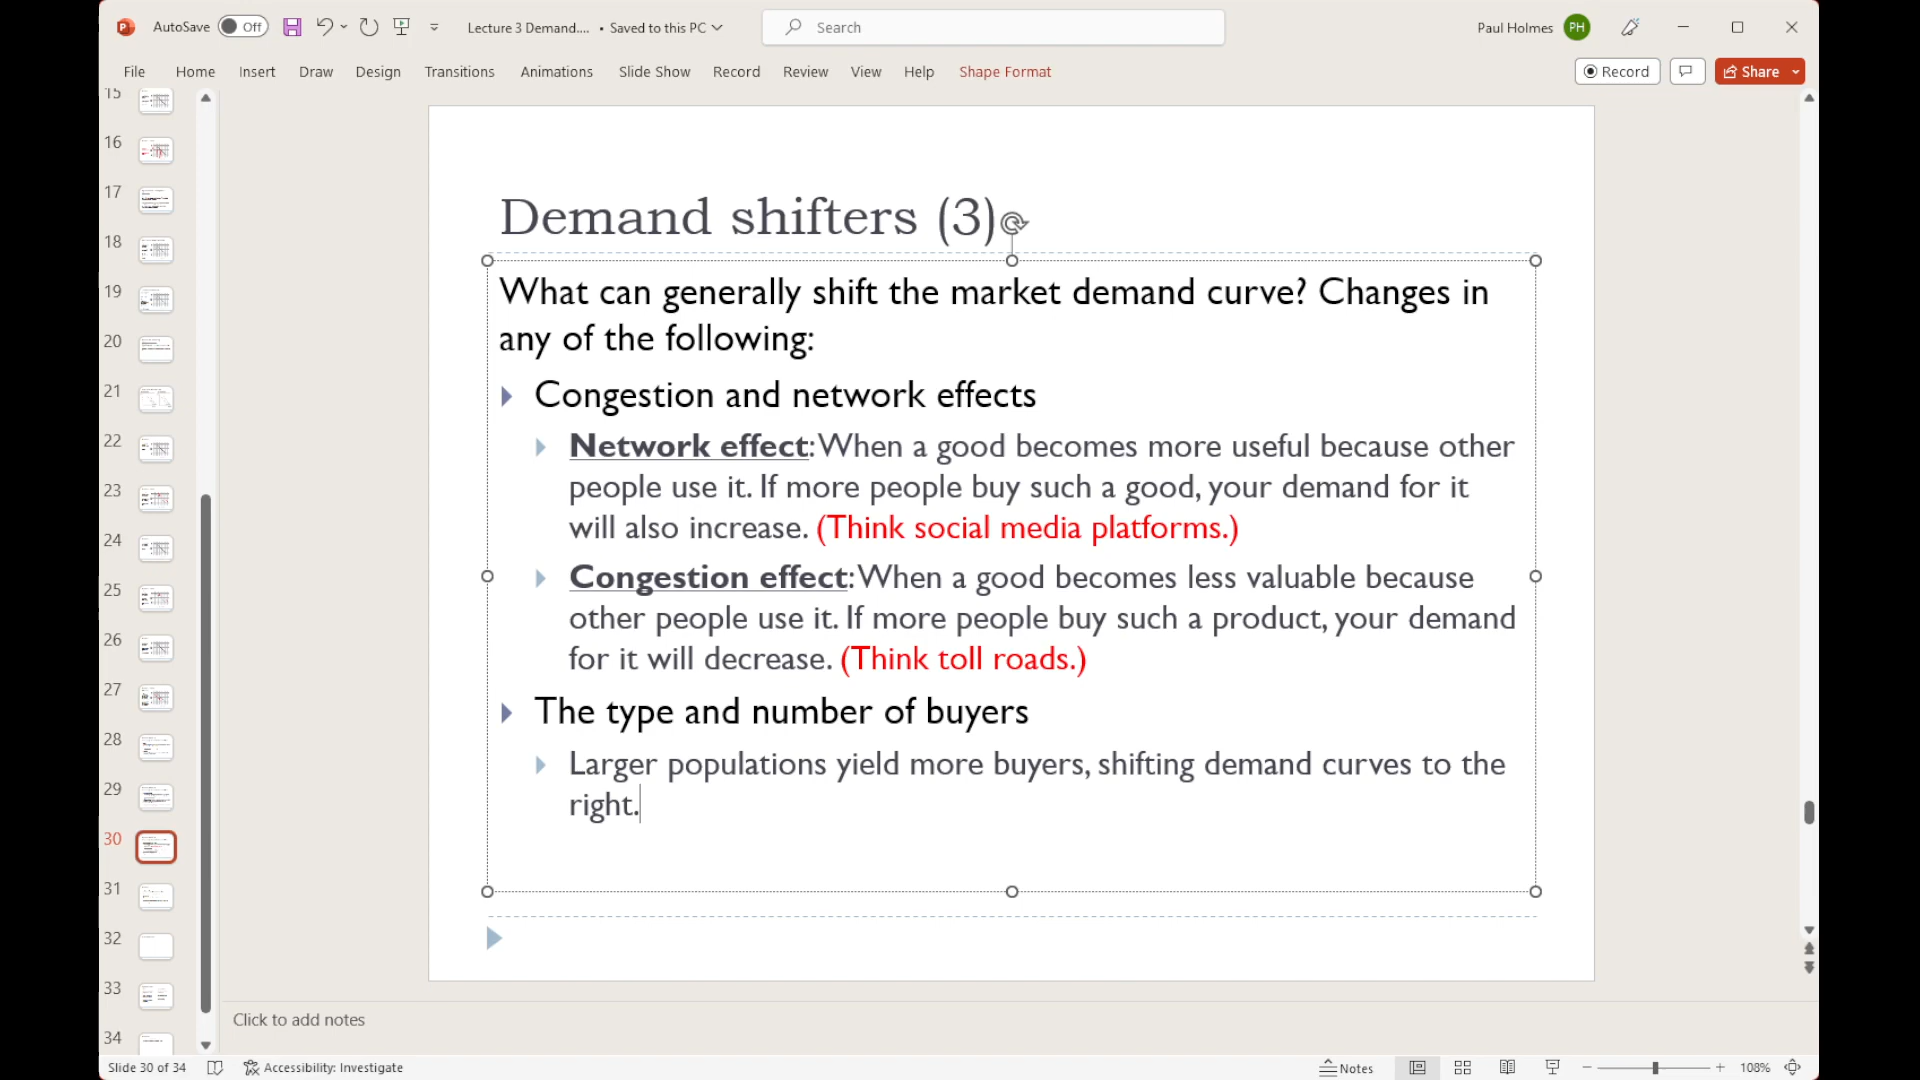 AutoSave Off Lecture 3 Demand.... • Saved to this PC Search Paul Holmes PH
File Home Insert Draw Design Transitions Animations Slide Show Record Review View Help Shape Format Record Share
15
16
17
18
19
20
21
22
23
24
25
26
27
28
29
30
31
32
33
34
Demand shifters (3)
What can generally shift the market demand curve? Changes in
any of the following:
Congestion and network effects
Network effect: When a good becomes more useful because other
people use it. If more people buy such a good, your demand for it
will also increase. (Think social media platforms.)
Congestion effect: When a good becomes less valuable because
other people use it. If more people buy such a product, your demand
for it will decrease. (Think toll roads.)
The type and number of buyers
Larger populations yield more buyers, shifting demand curves to the
right.
Click to add notes
Slide 30 of 34 Accessibility: Investigate Notes 108%